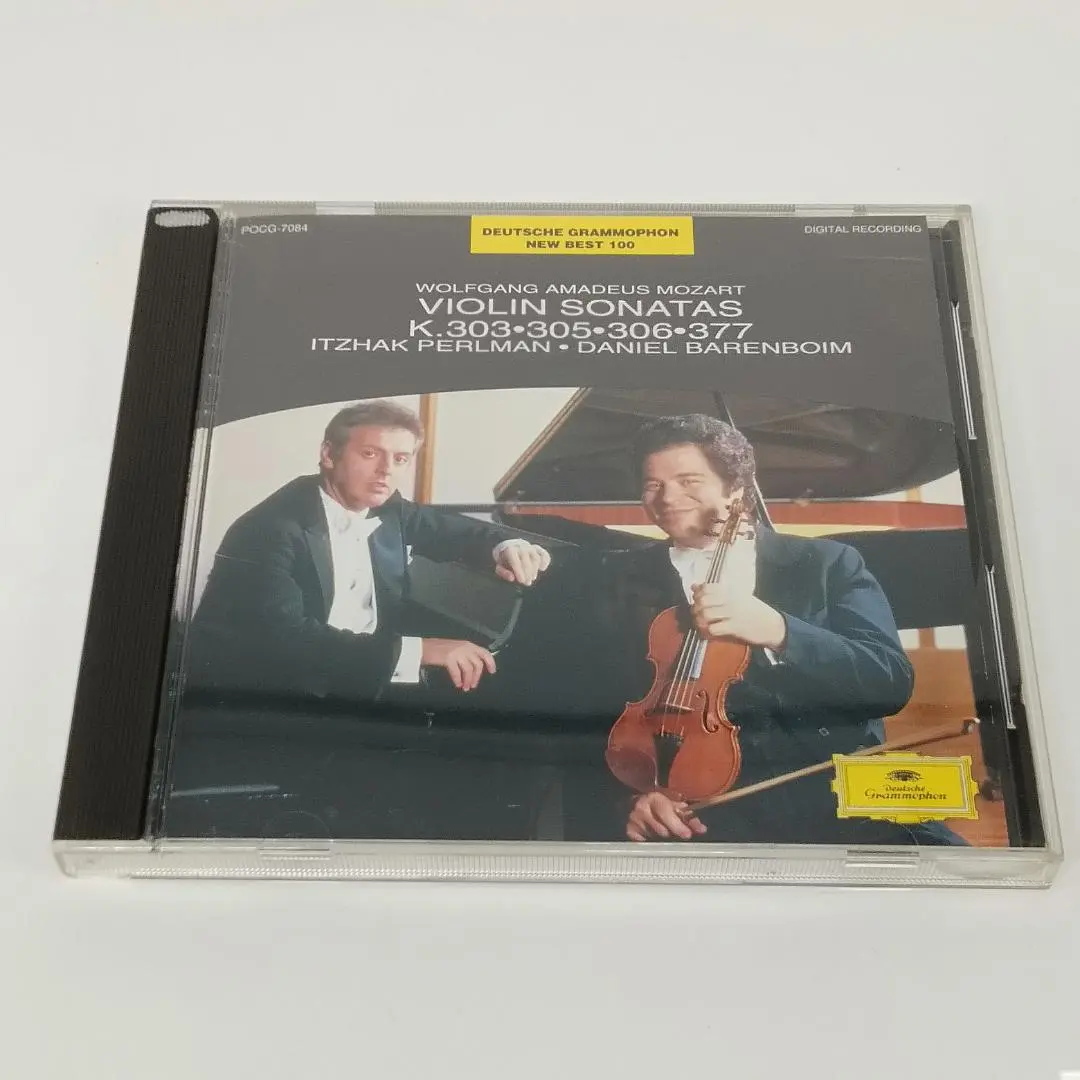 POCG-7084
DEUTSCHE GRAMMOPHON
NEW BEST 100
DIGITAL RECORDING
WOLFGANG AMADEUS MOZART
VIOLIN SONATAS
K.303•305•306•377
ITZHAK PERLMAN • DANIEL BARENBOIM
Deutsche
Grammophon